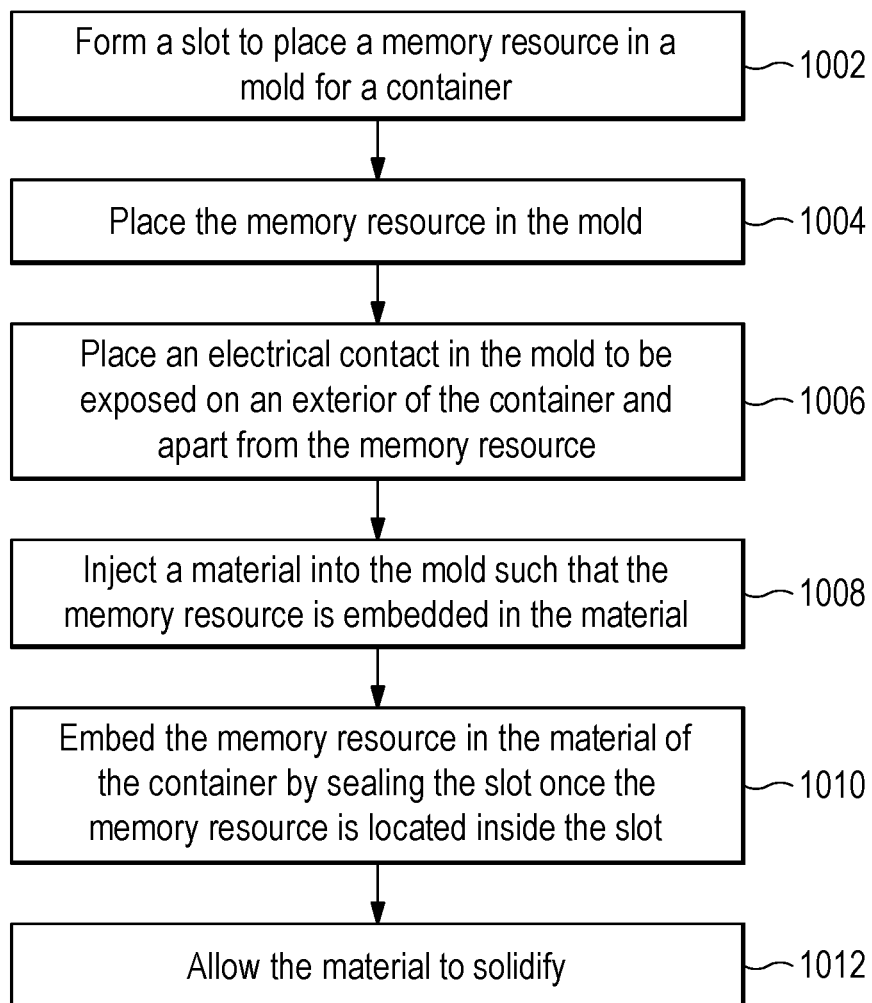 Form a slot to place a memory resource in a
mold for a container
1002
Place the memory resource in the mold
1004
Place an electrical contact in the mold to be
exposed on an exterior of the container and
apart from the memory resource
1006
Inject a material into the mold such that the
memory resource is embedded in the material
1008
Embed the memory resource in the material of
the container by sealing the slot once the
memory resource is located inside the slot
1010
Allow the material to solidify
1012